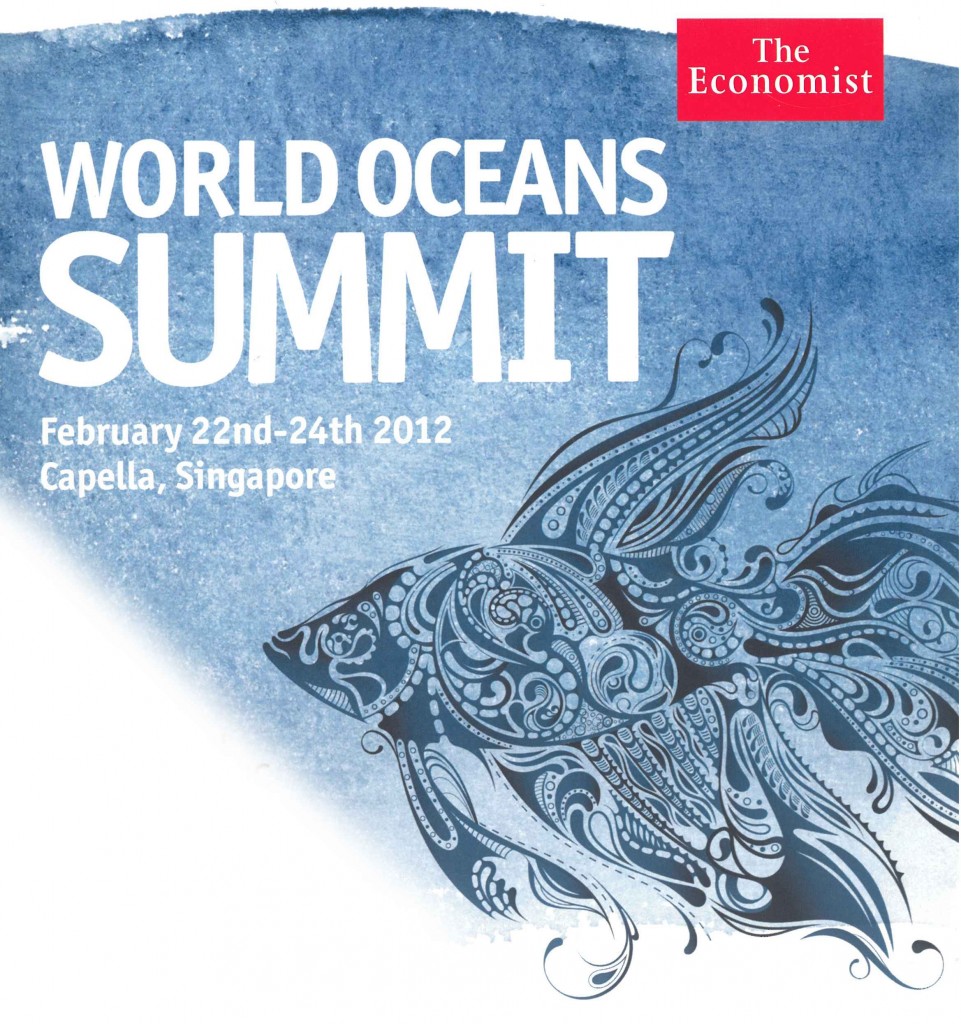 The
Economist
WORLD OCEANS
SUMMIT
February 22nd-24th 2012
Capella, Singapore